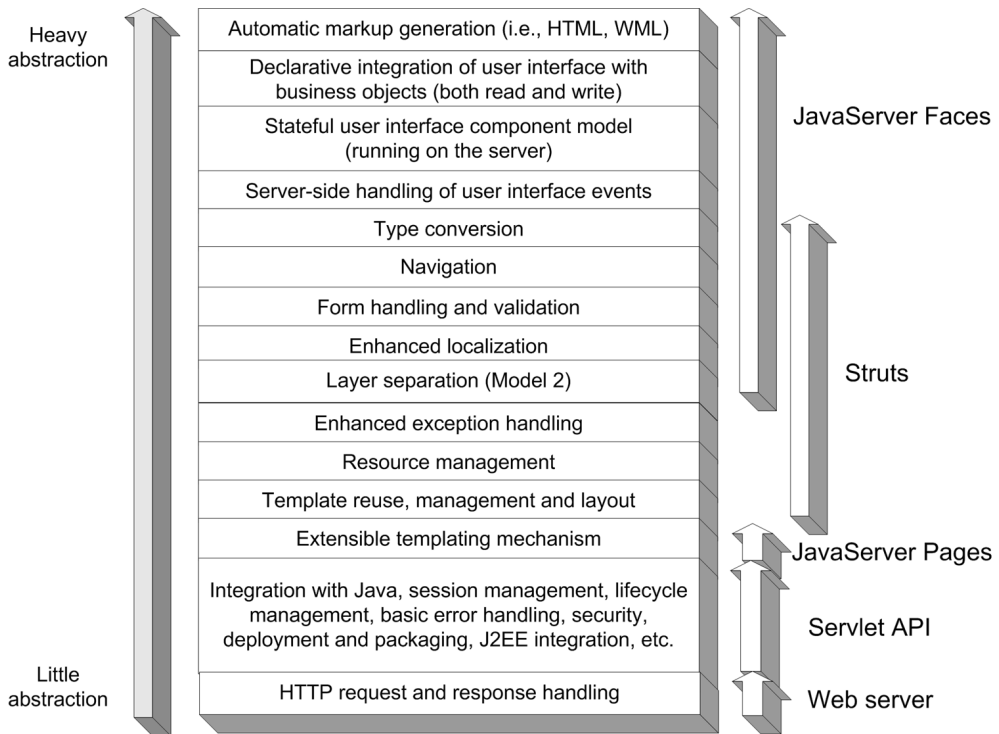 Heavy
abstraction
Automatic markup generation (i.e., HTML, WML)
Declarative integration of user interface with
business objects (both read and write)
Stateful user interface component model
(running on the server)
Server-side handling of user interface events
Type conversion
Navigation
Form handling and validation
Enhanced localization
Layer separation (Model 2)
Enhanced exception handling
Resource management
Template reuse, management and layout
Extensible templating mechanism
Integration with Java, session management, lifecycle
management, basic error handling, security,
deployment and packaging, J2EE integration, etc.
HTTP request and response handling
Little
abstraction
JavaServer Faces
Struts
JavaServer Pages
Servlet API
Web server